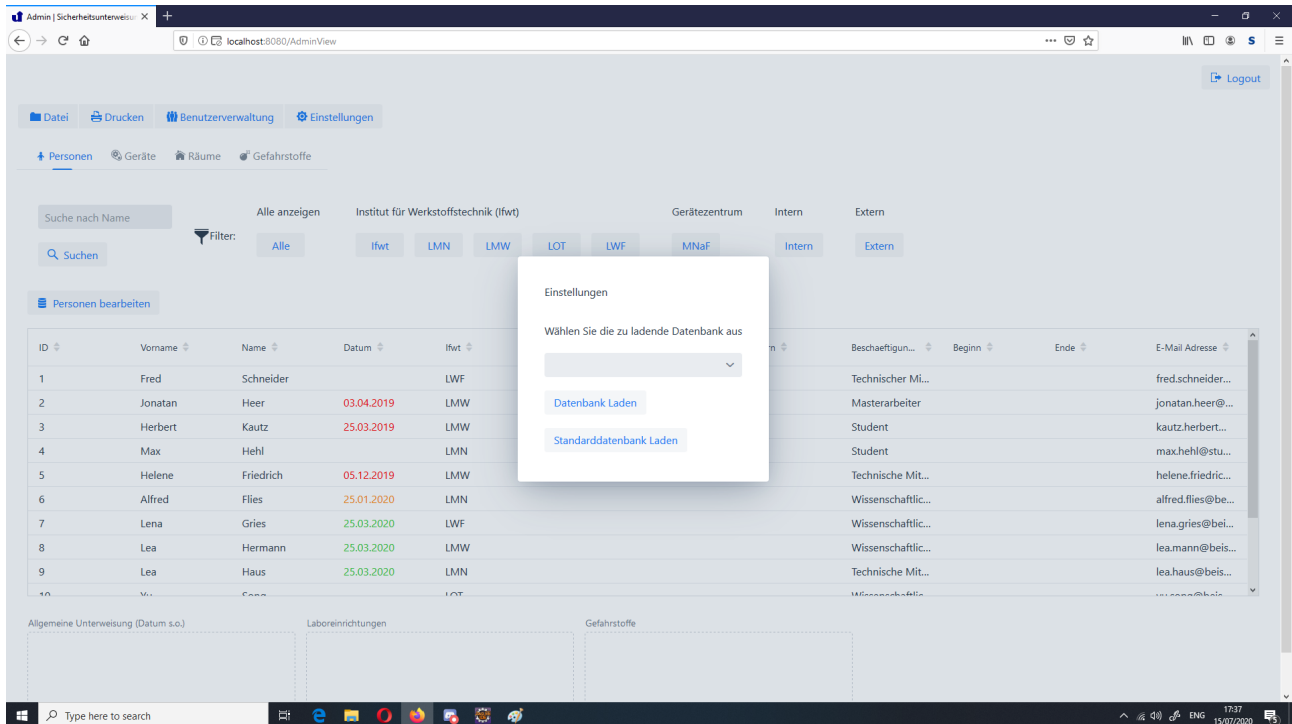 Admin | Sicherheitsunterweisur
localhost:8080/AdminView
S
Logout
Datei Drucken Benutzerverwaltung Einstellungen
Personen Geräte Räume Gefahrstoffe
Suche nach Name
Suchen
Filter:
Alle anzeigen Institut für Werkstoffstechnik (Ifwt) Gerätezentrum Intern Extern
Alle Ifwt LMN LMW LOT LWF MNaF Intern Extern
Personen bearbeiten
Einstellungen
Wählen Sie die zu ladende Datenbank aus
Datenbank Laden
Standarddatenbank Laden
ID Vorname Name Datum Ifwt Beschaeftigun... Beginn Ende E-Mail Adresse
1 Fred Schneider LWF Technischer Mi... fred.schneider...
2 Jonatan Heer 03.04.2019 LMW Masterarbeiter jonatan.heer@...
3 Herbert Kautz 25.03.2019 LMW Student kautz.herbert...
4 Max Hehl LMN Student max.hehl@stu...
5 Helene Friedrich 05.12.2019 LMW Technische Mit... helene.friedric...
6 Alfred Flies 25.01.2020 LMN Wissenschaftlic... alfred.flies@be...
7 Lena Gries 25.03.2020 LWF Wissenschaftlic... lena.gries@bei...
8 Lea Hermann 25.03.2020 LMW Wissenschaftlic... lea.mann@beis...
9 Lea Haus 25.03.2020 LMN Technische Mit... lea.haus@beis...
Allgemeine Unterweisung (Datum s.o.) Laboreinrichtungen Gefahrstoffe
Type here to search
ENG
17:37
15/07/2020